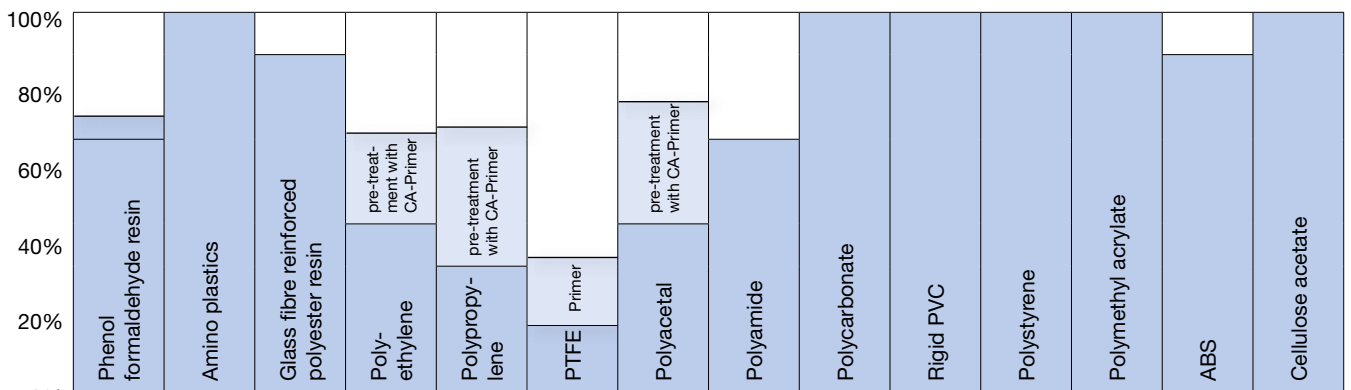 100%
80%
60%
40%
20%
Phenol
formaldehyde resin
Amino plastics
Glass fibre reinforced
polyester resin
Poly-
ethylene
pre-treat-
ment with
CA-Primer
Polypropy-
lene
pre-treatment
with CA-Primer
PTFE
Primer
Polyacetal
pre-treatment
with CA-Primer
Polyamide
Polycarbonate
Rigid PVC
Polystyrene
Polymethyl acrylate
ABS
Cellulose acetate